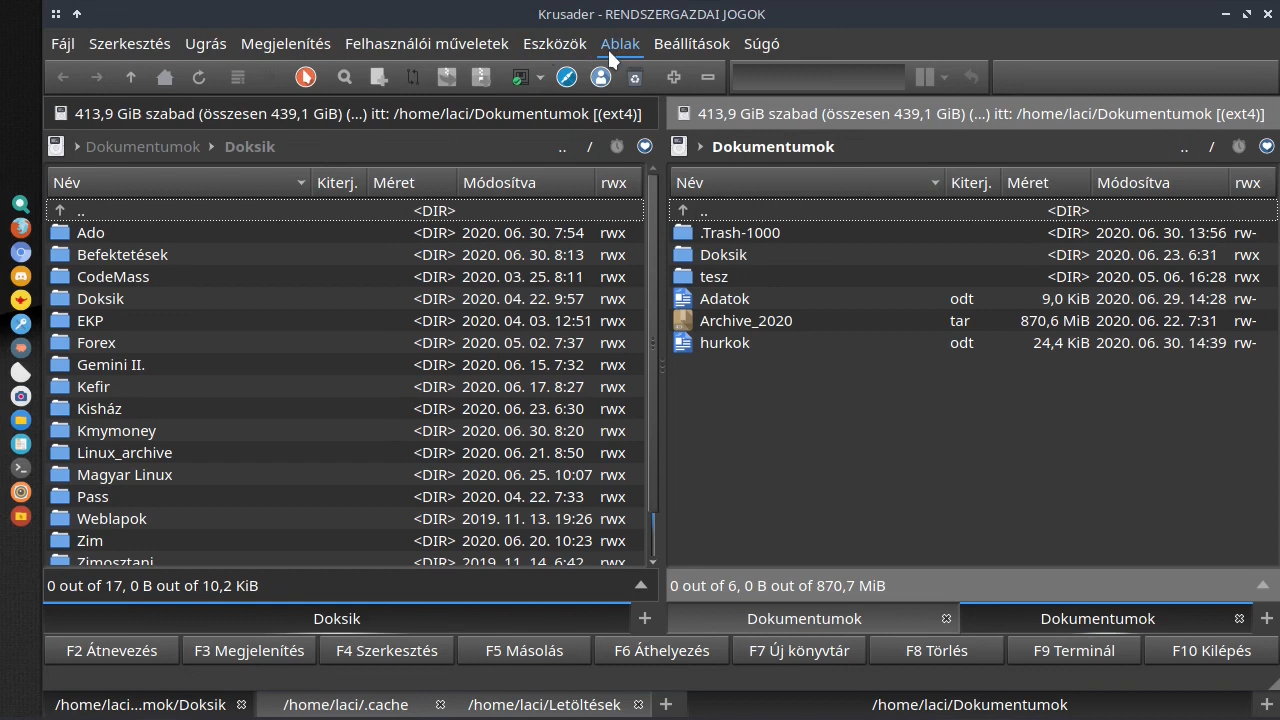 Krusader - RENDSZERGAZDAI JOGOK
Fájl Szerkesztés Ugrás Megjelenítés Felhasználói műveletek Eszközök Ablak Beállítások Súgó
413,9 GiB szabad (összesen 439,1 GiB) (...) itt: /home/laci/Dokumentumok [(ext4)]
Dokumentumok Doksik .. /
Név Kiterj. Méret Módosítva rwx
.. <DIR>
Ado <DIR> 2020. 06. 30. 7:54 rwx
Befektetések <DIR> 2020. 06. 30. 8:13 rwx
CodeMass <DIR> 2020. 03. 25. 8:11 rwx
Doksik <DIR> 2020. 04. 22. 9:57 rwx
EKP <DIR> 2020. 04. 03. 12:51 rwx
Forex <DIR> 2020. 05. 02. 7:37 rwx
Gemini II. <DIR> 2020. 06. 15. 7:32 rwx
Kefir <DIR> 2020. 06. 17. 8:27 rwx
Kisház <DIR> 2020. 06. 23. 6:30 rwx
Kmymoney <DIR> 2020. 06. 30. 8:20 rwx
Linux_archive <DIR> 2020. 06. 21. 8:50 rwx
Magyar Linux <DIR> 2020. 06. 25. 10:07 rwx
Pass <DIR> 2020. 04. 22. 7:33 rwx
Weblapok <DIR> 2019. 11. 13. 19:26 rwx
Zim <DIR> 2020. 06. 20. 10:23 rwx
Zimosztani <DIR> 2019. 11. 14. 6:42 rwx
0 out of 17, 0 B out of 10,2 KiB
Doksik
413,9 GiB szabad (összesen 439,1 GiB) (...) itt: /home/laci/Dokumentumok [(ext4)]
Dokumentumok .. /
Név Kiterj. Méret Módosítva rwx
.. <DIR>
.Trash-1000 <DIR> 2020. 06. 30. 13:56 rw-
Doksik <DIR> 2020. 06. 23. 6:31 rwx
tesz <DIR> 2020. 05. 06. 16:28 rwx
Adatok odt 9,0 KiB 2020. 06. 29. 14:28 rw-
Archive_2020 tar 870,6 MiB 2020. 06. 22. 7:31 rw-
hurkok odt 24,4 KiB 2020. 06. 30. 14:39 rw-
0 out of 6, 0 B out of 870,7 MiB
Dokumentumok Dokumentumok
F2 Átnevezés F3 Megjelenítés F4 Szerkesztés F5 Másolás F6 Áthelyezés F7 Új könyvtár F8 Törlés F9 Terminál F10 Kilépés
/home/laci...mok/Doksik /home/laci/.cache /home/laci/Letöltések /home/laci/Dokumentumok